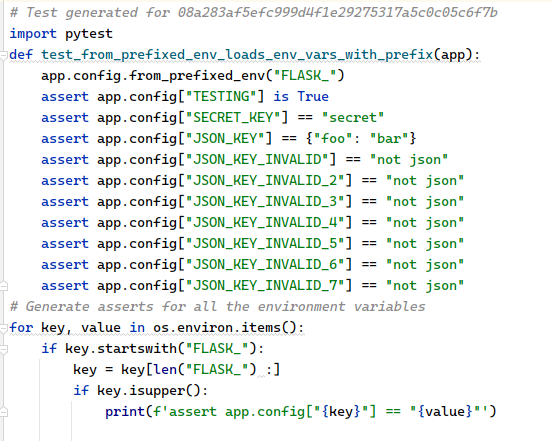 # Test generated for 08a283af5efc999d4f1e29275317a5c0c05c6f7b
import pytest
def test_from_prefixed_env_loads_env_vars_with_prefix(app):
    app.config.from_prefixed_env("FLASK_")
    assert app.config["TESTING"] is True
    assert app.config["SECRET_KEY"] == "secret"
    assert app.config["JSON_KEY"] == {"foo": "bar"}
    assert app.config["JSON_KEY_INVALID"] == "not json"
    assert app.config["JSON_KEY_INVALID_2"] == "not json"
    assert app.config["JSON_KEY_INVALID_3"] == "not json"
    assert app.config["JSON_KEY_INVALID_4"] == "not json"
    assert app.config["JSON_KEY_INVALID_5"] == "not json"
    assert app.config["JSON_KEY_INVALID_6"] == "not json"
    assert app.config["JSON_KEY_INVALID_7"] == "not json"
# Generate asserts for all the environment variables
for key, value in os.environ.items():
    if key.startswith("FLASK_"):
        key = key[len("FLASK_") :]
        if key.isupper():
            print(f'assert app.config["{key}"] == "{value}"')